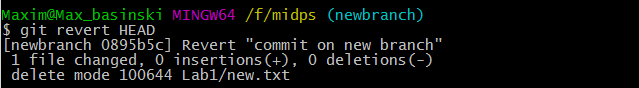 Maxim@Max_basinski MINGW64 /f/midps (newbranch)
$ git revert HEAD
[newbranch 0895b5c] Revert "commit on new branch"
 1 file changed, 0 insertions(+), 0 deletions(-)
 delete mode 100644 Lab1/new.txt